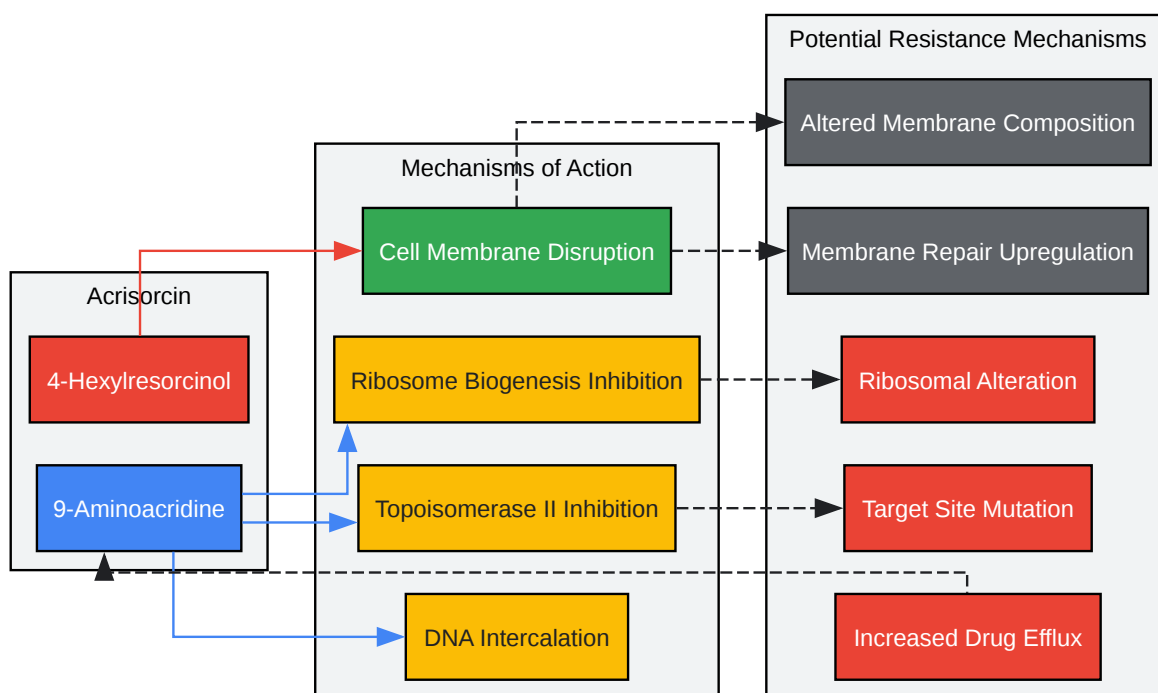 Potential Resistance Mechanisms
Altered Membrane Composition
Mechanisms of Action
Cell Membrane Disruption
Membrane Repair Upregulation
Acrisorcin
4-Hexylresorcinol
Ribosome Biogenesis Inhibition
Ribosomal Alteration
9-Aminoacridine
Topoisomerase II Inhibition
Target Site Mutation
DNA Intercalation
Increased Drug Efflux